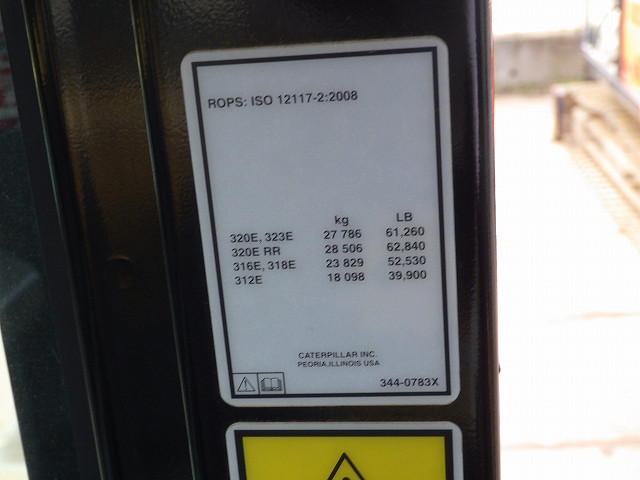 ROPS: ISO 12117-2:2008
kg LB
320E, 323E 27 786 61,260
320E RR 28 506 62,840
316E, 318E 23 829 52,530
312E 18 098 39,900
CATERPILLAR INC.
PEORIA,ILLINOIS USA
344-0783X